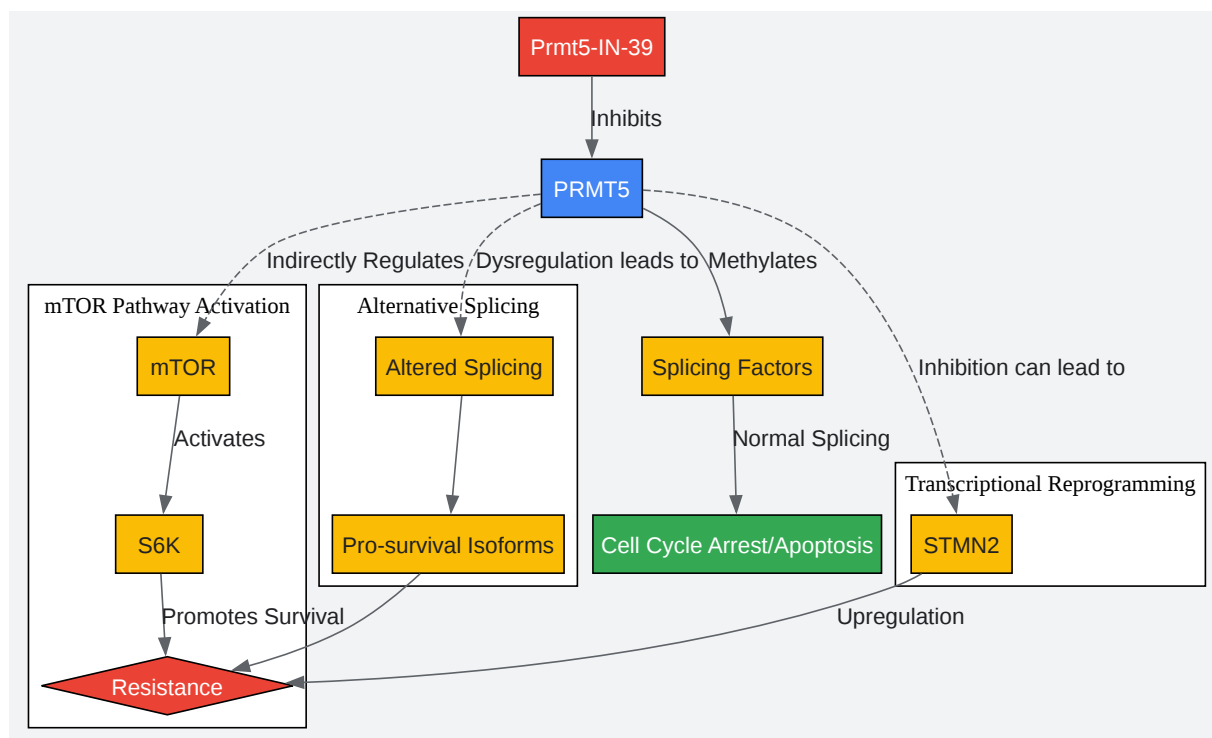 Prmt5-IN-39
Inhibits
PRMT5
Indirectly Regulates
Dysregulation leads to
Methylates
mTOR Pathway Activation
Alternative Splicing
mTOR
Altered Splicing
Splicing Factors
Inhibition can lead to
Activates
Normal Splicing
Transcriptional Reprogramming
S6K
Pro-survival Isoforms
Cell Cycle Arrest/Apoptosis
STMN2
Promotes Survival
Upregulation
Resistance